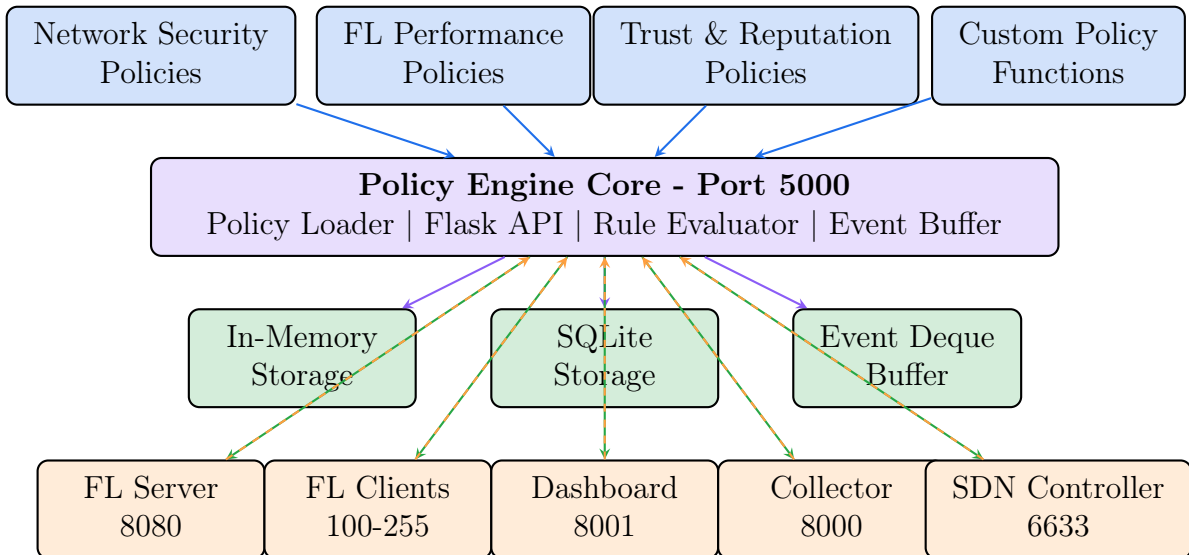 Network Security
Policies
FL Performance
Policies
Trust & Reputation
Policies
Custom Policy
Functions
Policy Engine Core - Port 5000
Policy Loader | Flask API | Rule Evaluator | Event Buffer
In-Memory
Storage
SQLite
Storage
Event Deque
Buffer
FL Server
8080
FL Clients
100-255
Dashboard
8001
Collector
8000
SDN Controller
6633